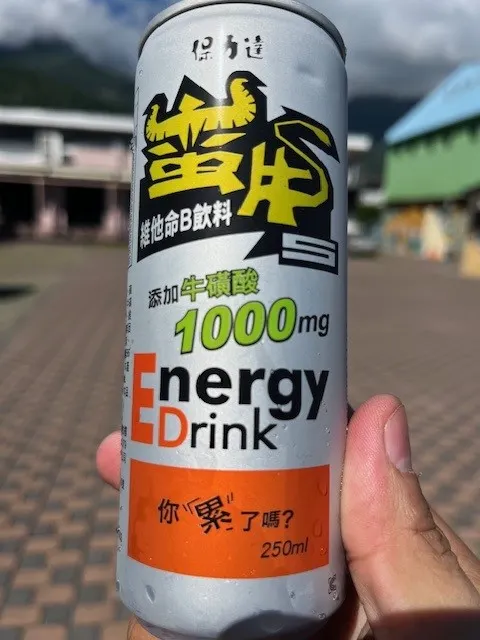 保力達
蠻牛
維他命B飲料
S
添加牛磺酸
1000mg
Energy
Drink
你"累"了嗎?
250ml